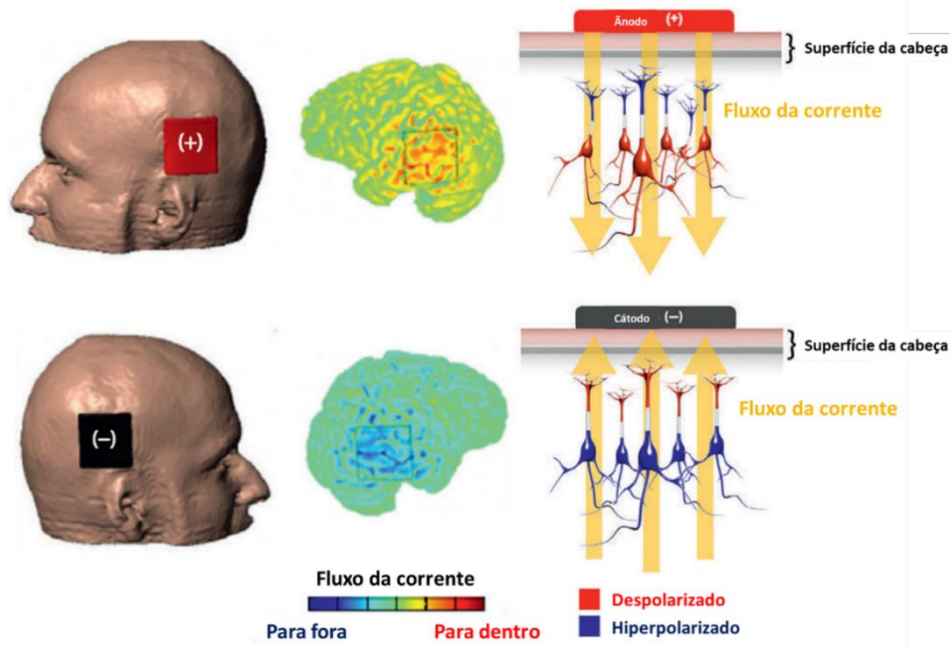 Ânodo (+)
Superfície da cabeça
(+)
Fluxo da corrente
Cátodo (−)
Superfície da cabeça
(−)
Fluxo da corrente
Fluxo da corrente
Para fora
Para dentro
Despolarizado
Hiperpolarizado